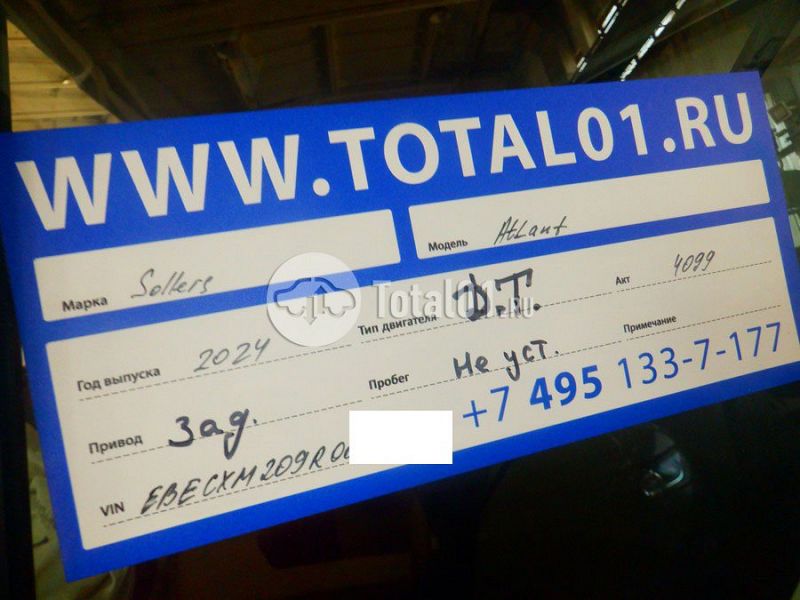 WWW.TOTAL01.RU
Марка Sollers Модель Atlant
Год выпуска 2024 Тип двигателя Д.Т. Акт 4099
Привод Зад. Пробег Не уст. Примечание
+7 495 133-7-177
VIN EBECXM209R0
Total01.ru